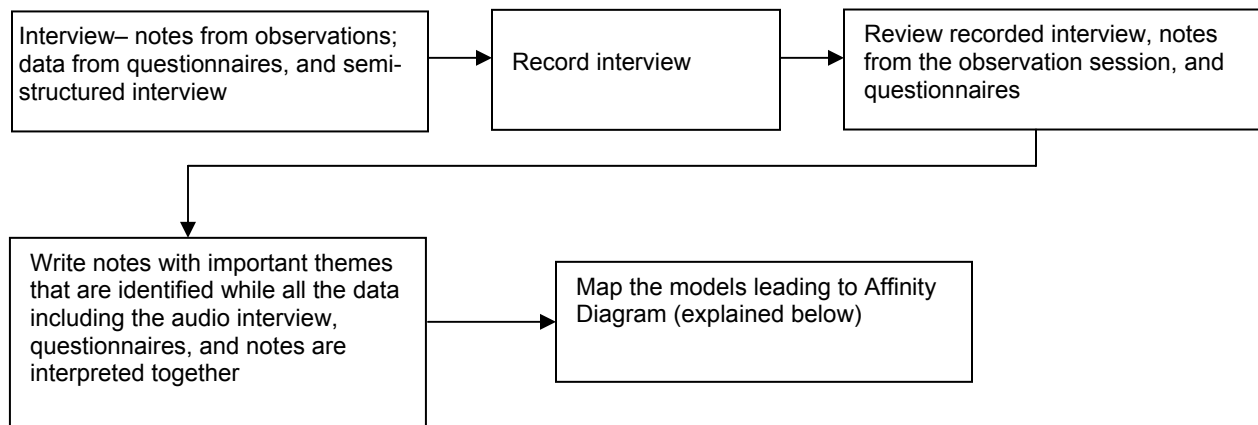 Interview– notes from observations;
data from questionnaires, and semi-
structured interview
Record interview
Review recorded interview, notes
from the observation session, and
questionnaires
Write notes with important themes
that are identified while all the data
including the audio interview,
questionnaires, and notes are
interpreted together
Map the models leading to Affinity
Diagram (explained below)